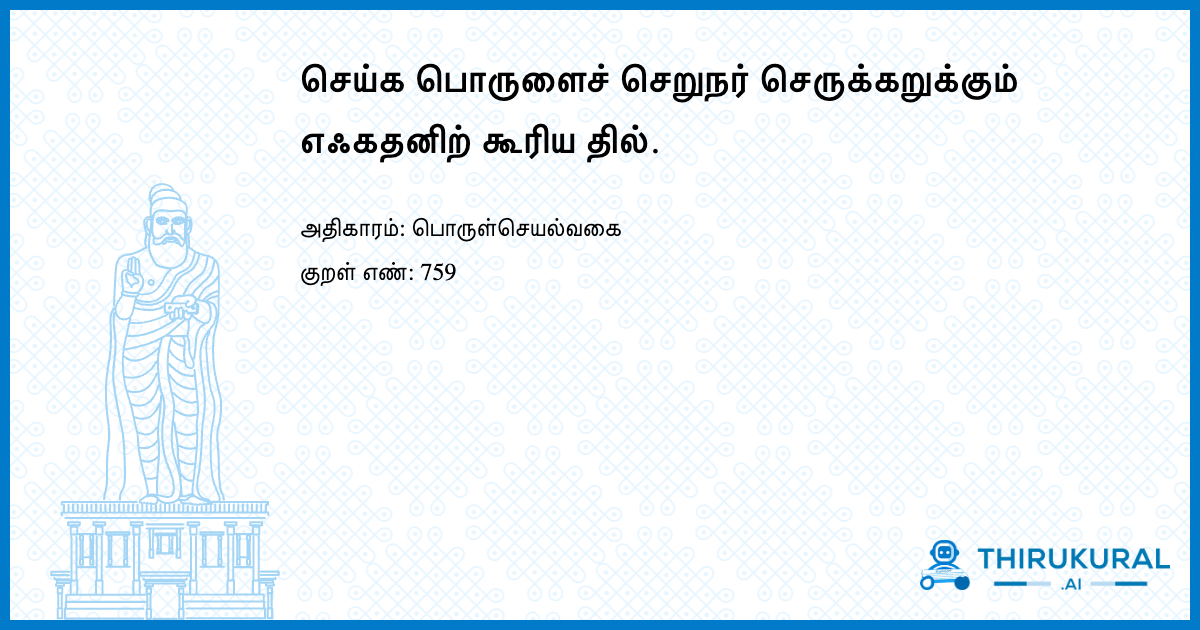 செய்க பொருளைச் செறுநர் செருக்கறுக்கும்
எஃகதனிற் கூரிய தில்.
அதிகாரம்: பொருள்செயல்வகை
குறள் எண்: 759
THIRUKURAL
.AI